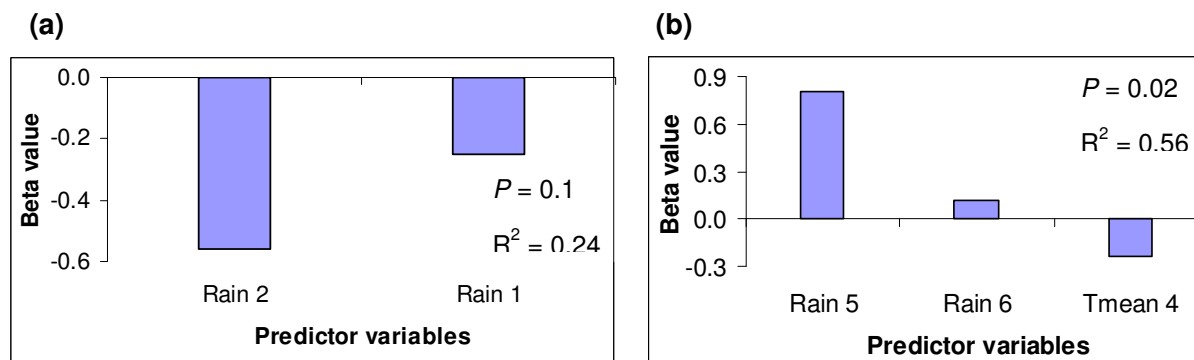 (a)
0.0
-0.2
-0.4
-0.6
Beta value
P = 0.1
R² = 0.24
Rain 2 Rain 1
Predictor variables
(b)
0.9
0.6
0.3
0.0
-0.3
Beta value
P = 0.02
R² = 0.56
Rain 5 Rain 6 Tmean 4
Predictor variables